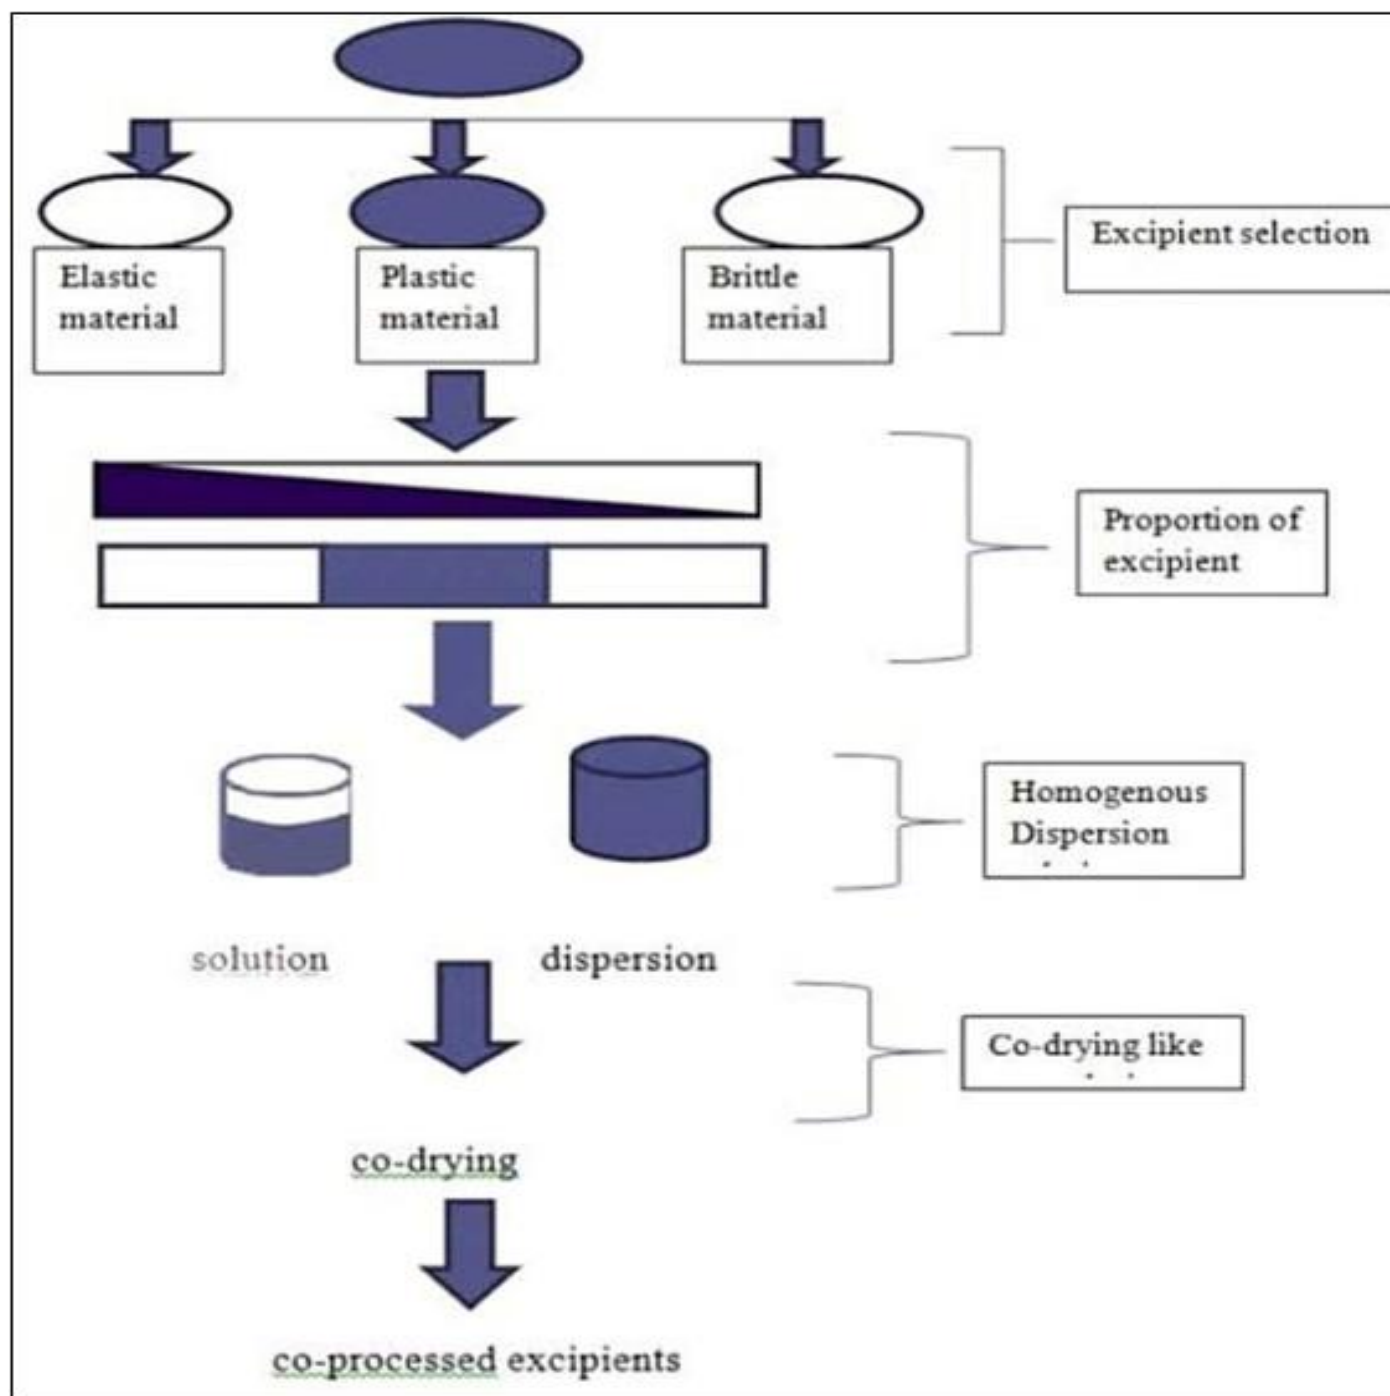 Elastic
material
Plastic
material
Brittle
material
Excipient selection
Proportion of
excipient
Homogenous
Dispersion
solution
dispersion
Co-drying like
co-drying
co-processed excipients